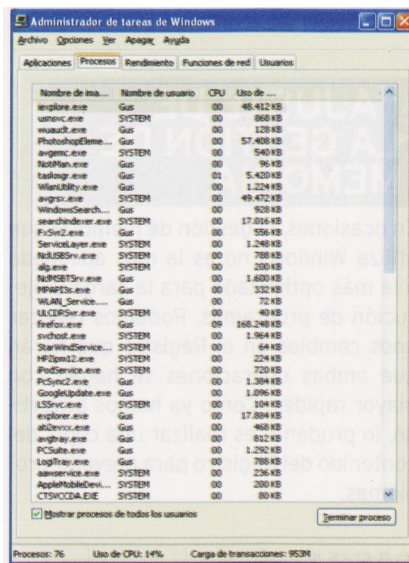 Administrador de tareas de Windows
Archivo Opciones Ver Apagar Ayuda
Aplicaciones Procesos Rendimiento Funciones de red Usuarios
Nombre de ima... Nombre de usuario CPU Uso de ...
iexplore.exe Gus 00 48.412 KB
usnsvc.exe SYSTEM 00 868 KB
wuauclt.exe Gus 00 128 KB
PhotoshopEleme... Gus 00 57.408 KB
avgemc.exe SYSTEM 00 540 KB
NotMan.exe Gus 00 96 KB
taskmgr.exe Gus 01 5.420 KB
WlanUtility.exe Gus 00 1.224 KB
avgrsx.exe SYSTEM 00 49.472 KB
WindowsSearch.... Gus 00 928 KB
searchindexer.exe SYSTEM 00 17.016 KB
FxSvr2.exe Gus 00 556 KB
ServiceLayer.exe SYSTEM 00 1.248 KB
NclUSBSrv.exe Gus 00 788 KB
alg.exe 00 200 KB
NclMSBTSrv.exe Gus 00 1.600 KB
MPAPI3s.exe Gus 00 332 KB
WLAN_Service.... SYSTEM 00 72 KB
ULCDRSvr.exe SYSTEM 00 40 KB
firefox.exe Gus 09 168.248 KB
svchost.exe SYSTEM 00 1.964 KB
StarWindService... SYSTEM 00 64 KB
HPZipm12.exe SYSTEM 00 224 KB
iPodService.exe SYSTEM 00 720 KB
PcSync2.exe Gus 00 1.384 KB
GoogleUpdate.exe Gus 00 1.096 KB
LSSrvc.exe SYSTEM 00 104 KB
explorer.exe Gus 00 17.884 KB
Gus 00 468 KB
avgtray.exe Gus 00 812 KB
PCSuite.exe Gus 00 1.292 KB
LogiTray.exe Gus 00 788 KB
aawservice.exe SYSTEM 00 236 KB
AppleMobileDevi... SYSTEM 00 200 KB
CTSVCCDA.EXE SYSTEM 00 80 KB
Mostrar procesos de todos los usuarios
Terminar proceso
Procesos: 76 Uso de CPU: 14% Carga de transacciones: 953M